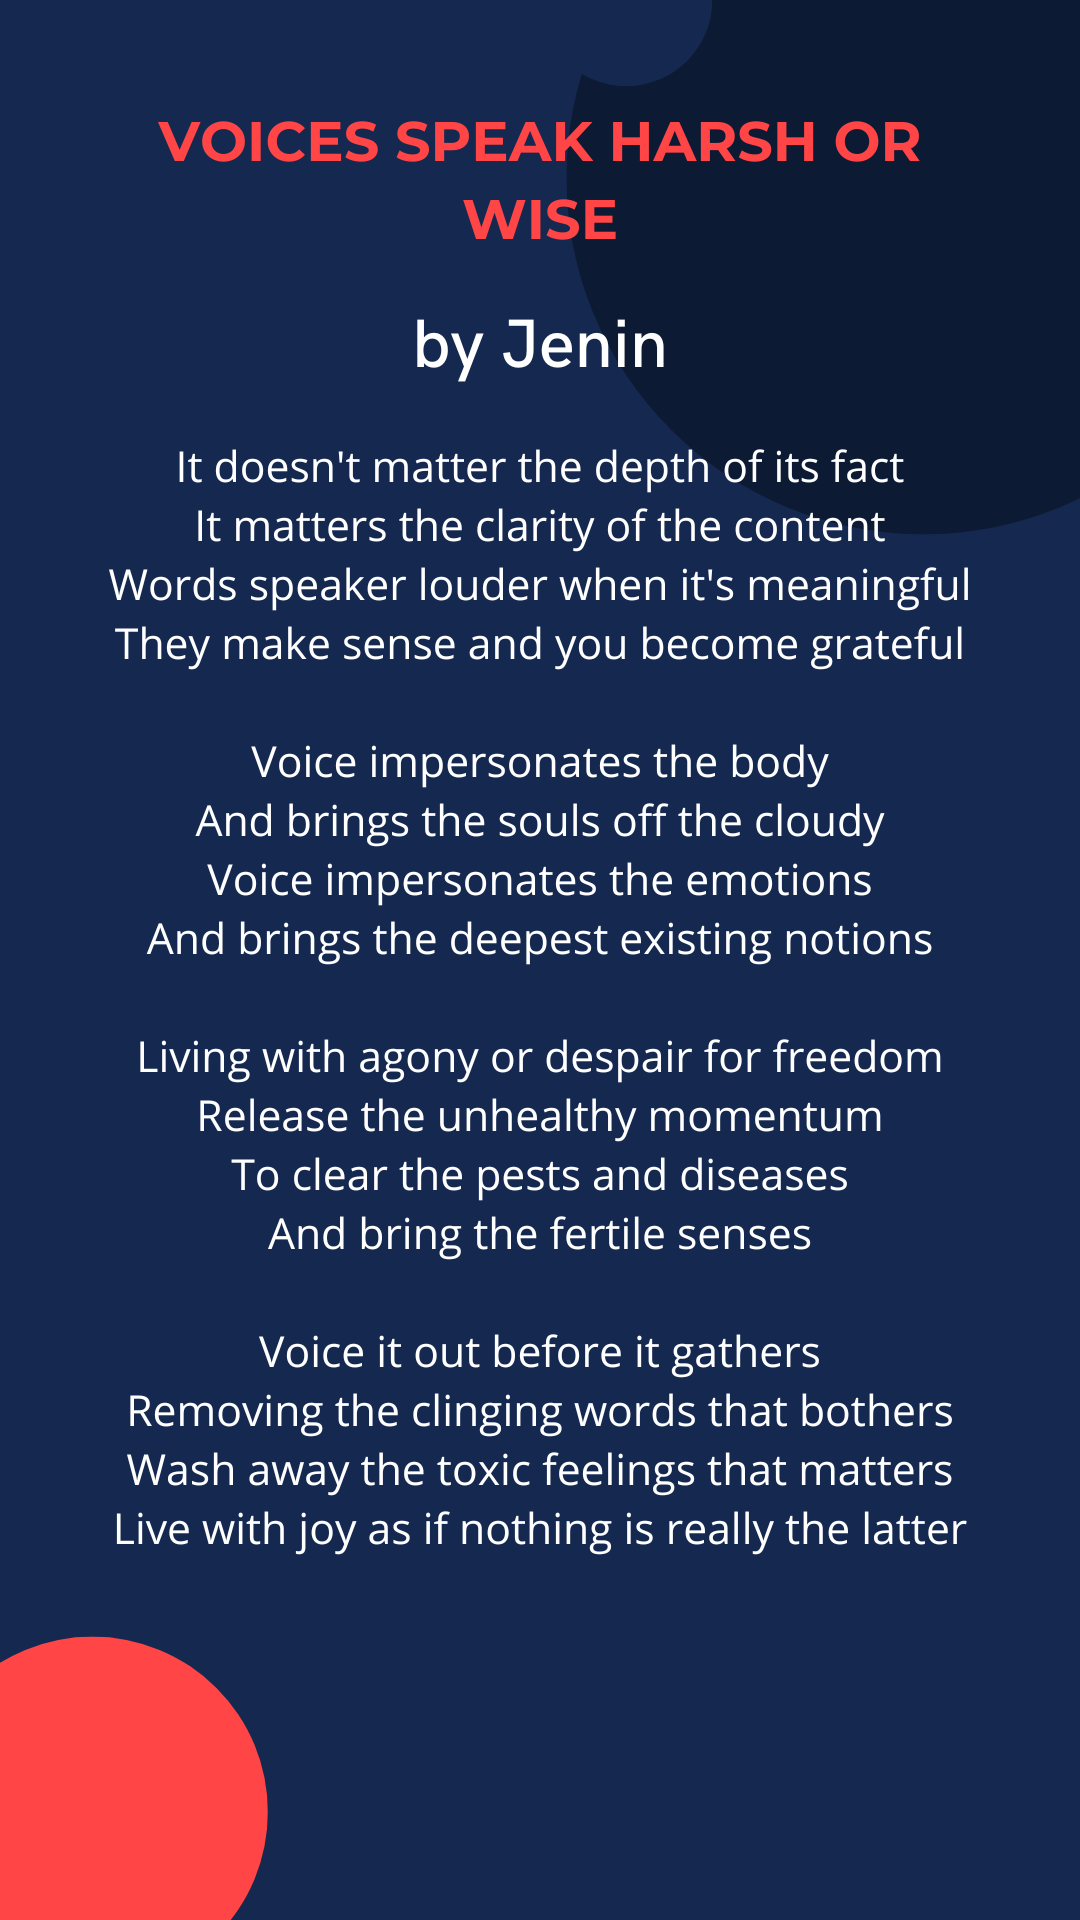 VOICES SPEAK HARSH OR
WISE
by Jenin
It doesn't matter the depth of its fact
It matters the clarity of the content
Words speaker louder when it's meaningful
They make sense and you become grateful
Voice impersonates the body
And brings the souls off the cloudy
Voice impersonates the emotions
And brings the deepest existing notions
Living with agony or despair for freedom
Release the unhealthy momentum
To clear the pests and diseases
And bring the fertile senses
Voice it out before it gathers
Removing the clinging words that bothers
Wash away the toxic feelings that matters
Live with joy as if nothing is really the latter